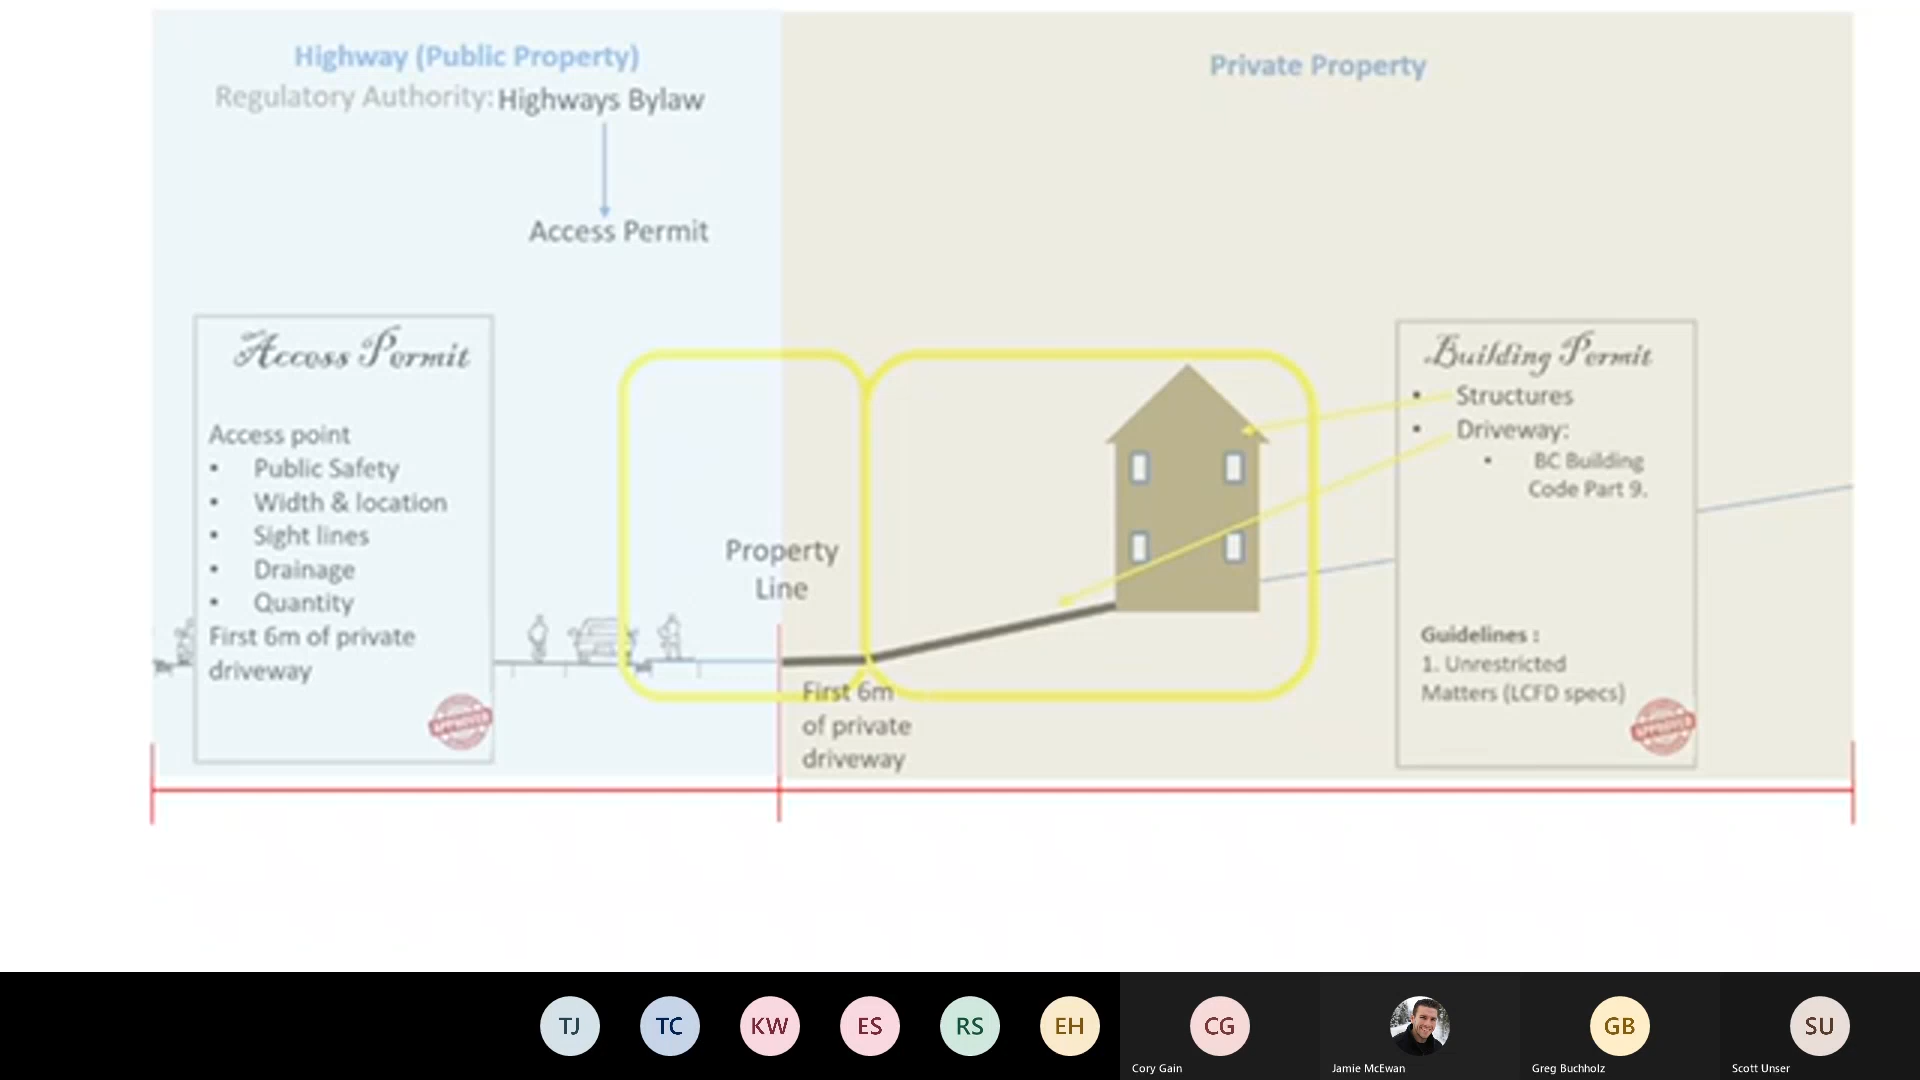 Highway (Public Property)
Regulatory Authority: Highways Bylaw
Access Permit
Private Property
Access Permit
Access point
• Public Safety
• Width & location
• Sight lines
• Drainage
• Quantity
First 6m of private
driveway
APPROVED
Property
Line
First 6m
of private
driveway
Building Permit
• Structures
• Driveway:
• BC Building
Code Part 9.
Guidelines :
1. Unrestricted
Matters (LCFD specs)
APPROVED
TJ
TC
KW
ES
RS
EH
CG
Cory Gain
Jamie McEwan
GB
Greg Buchholz
SU
Scott Unser